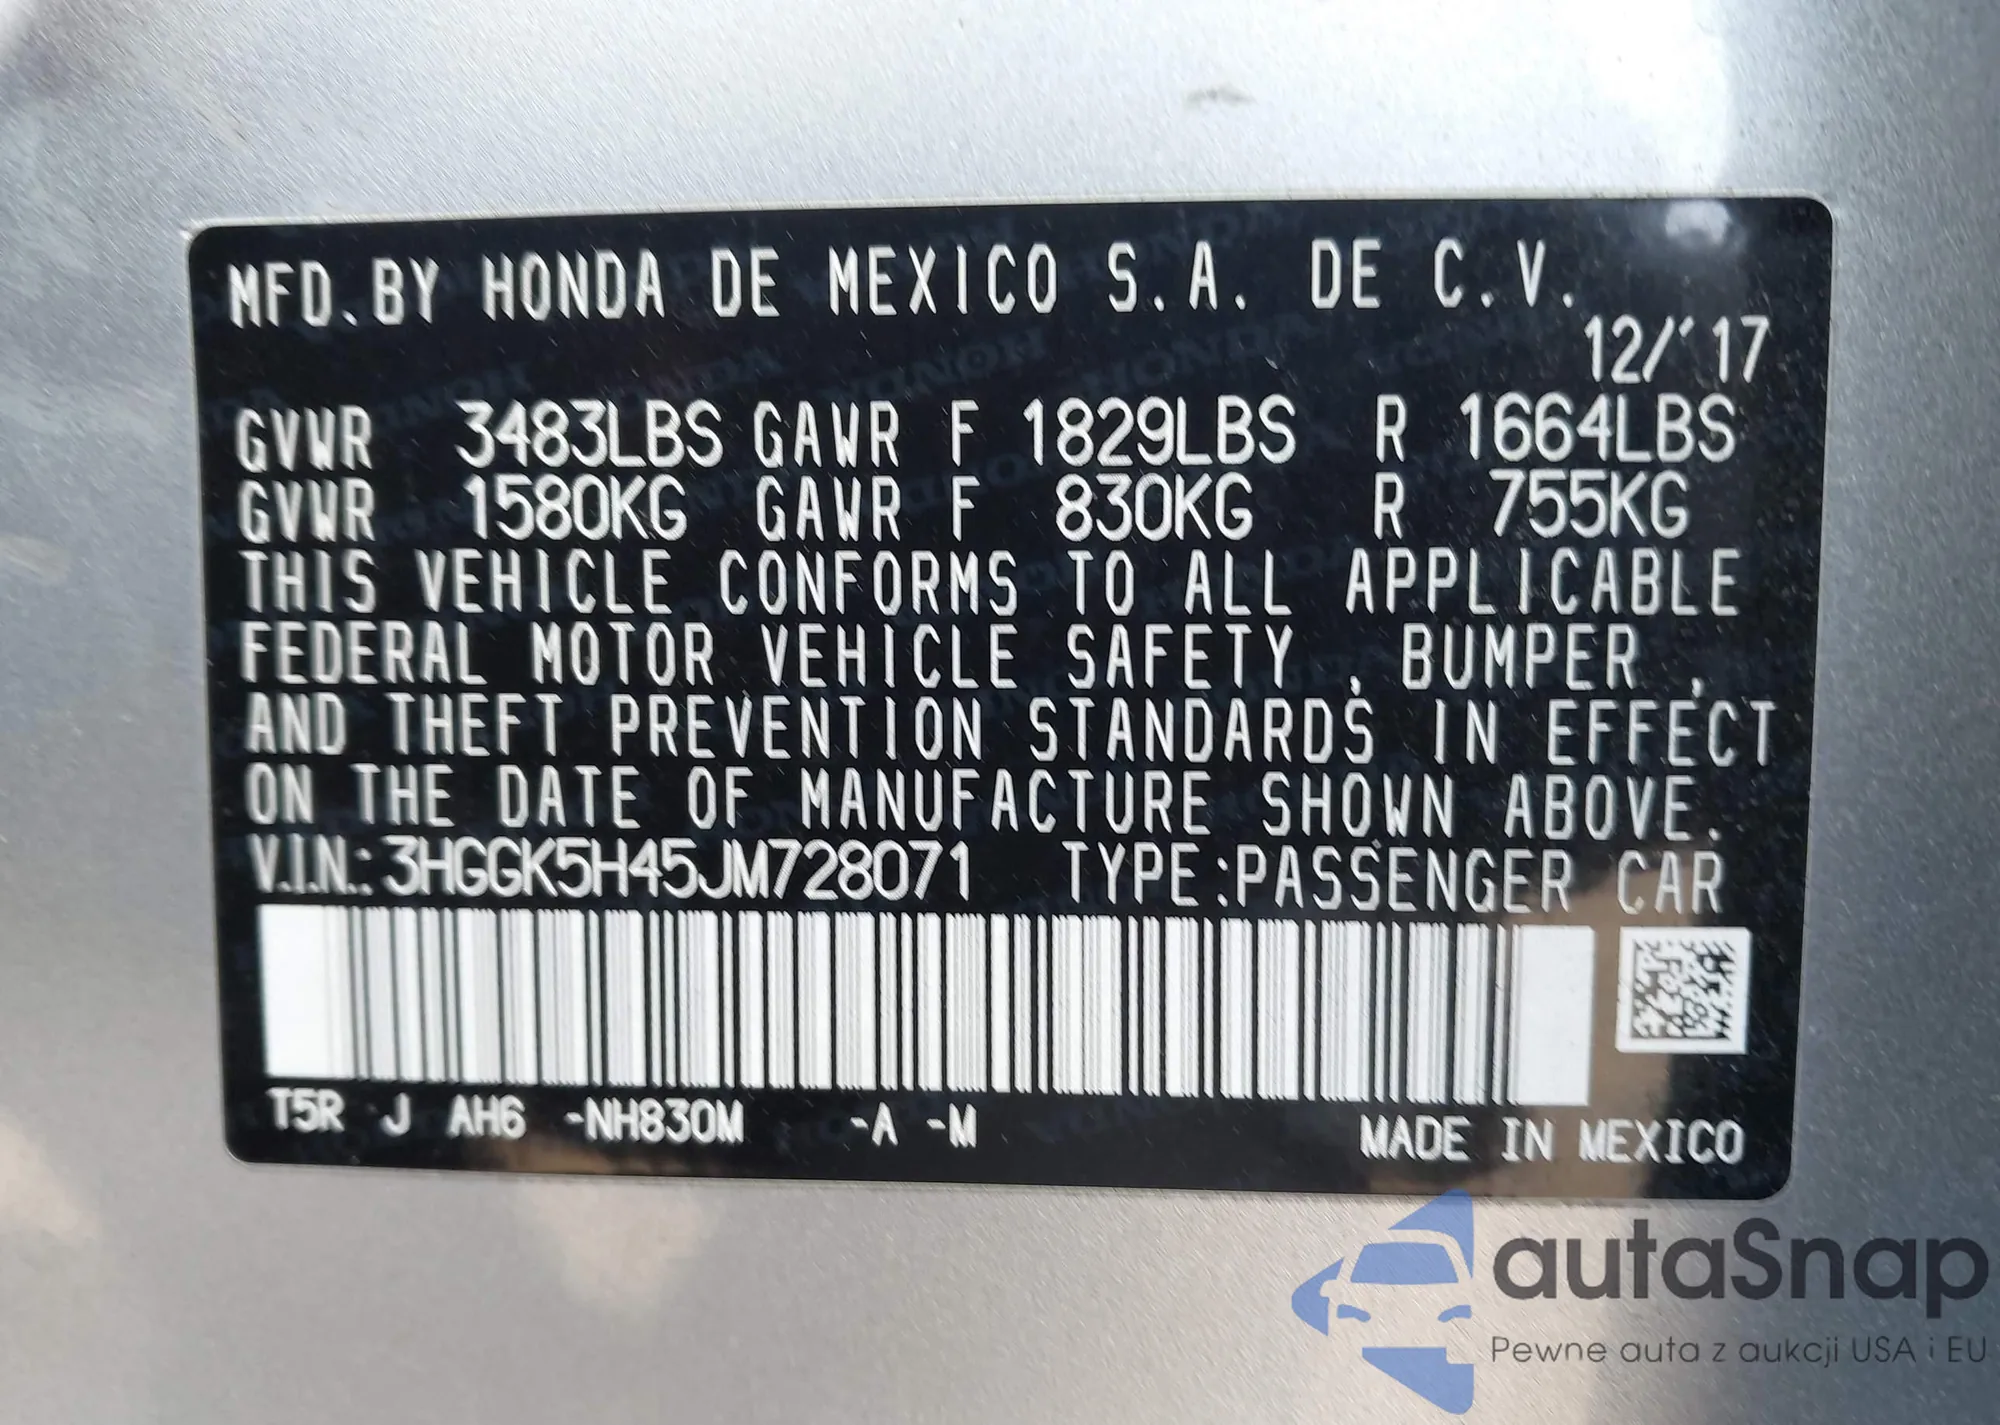 MFD. BY HONDA DE MEXICO S.A. DE C.V.
12/'17
GVWR 3483LBS GAWR F 1829LBS R 1664LBS
GVWR 1580KG GAWR F 830KG R 755KG
THIS VEHICLE CONFORMS TO ALL APPLICABLE
FEDERAL MOTOR VEHICLE SAFETY , BUMPER ,
AND THEFT PREVENTION STANDARDS IN EFFECT
ON THE DATE OF MANUFACTURE SHOWN ABOVE.
V.I.N.: 3HGGK5H45JM728071 TYPE:PASSENGER CAR
T5R J AH6 -NH830M -A -M MADE IN MEXICO
autaSnap
Pewne auta z aukcji USA i EU